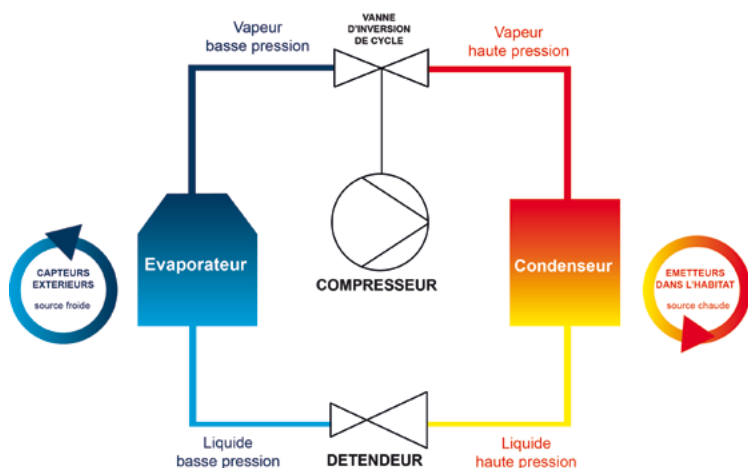 VANNE
D'INVERSION
DE CYCLE
Vapeur
basse pression
Vapeur
haute pression
Evaporateur
Condenseur
CAPTEURS
EXTERIEURS
source froide
COMPRESSEUR
EMETTEURS
DANS L'HABITAT
source chaude
Liquide
basse pression
DETENDEUR
Liquide
haute pression